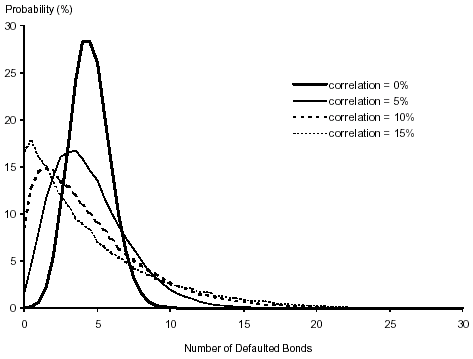 Probability (%)
30
25
20
15
10
5
0
correlation = 0%
correlation = 5%
correlation = 10%
correlation = 15%
0 5 10 15 20 25 30
Number of Defaulted Bonds